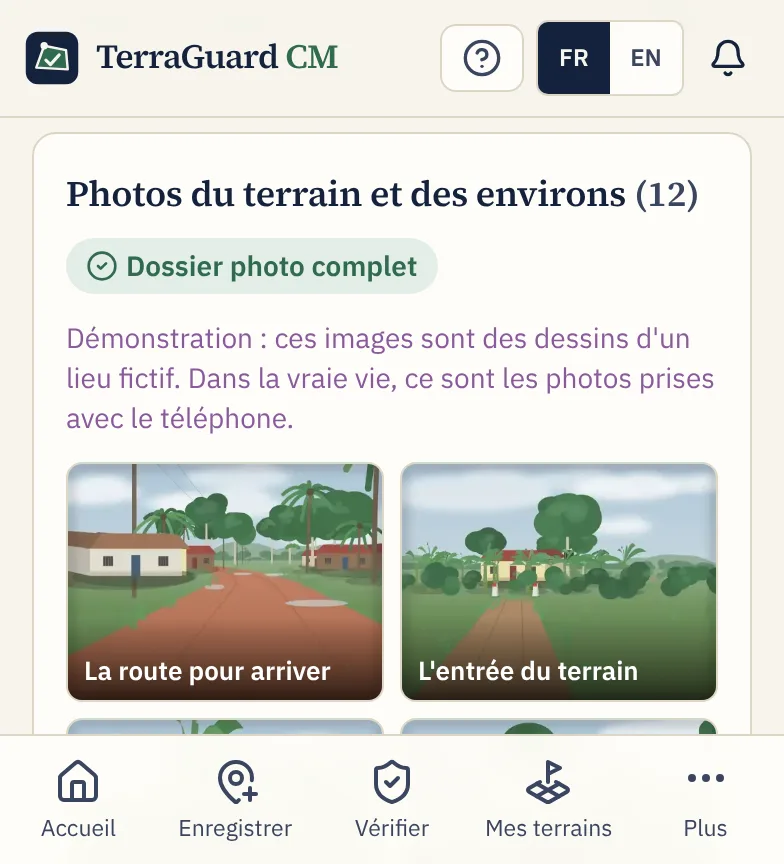 TerraGuard CM
FR
EN
Photos du terrain et des environs (12)
Dossier photo complet
Démonstration : ces images sont des dessins d'un
lieu fictif. Dans la vraie vie, ce sont les photos prises
avec le téléphone.
La route pour arriver
L'entrée du terrain
Accueil
Enregistrer
Vérifier
Mes terrains
Plus